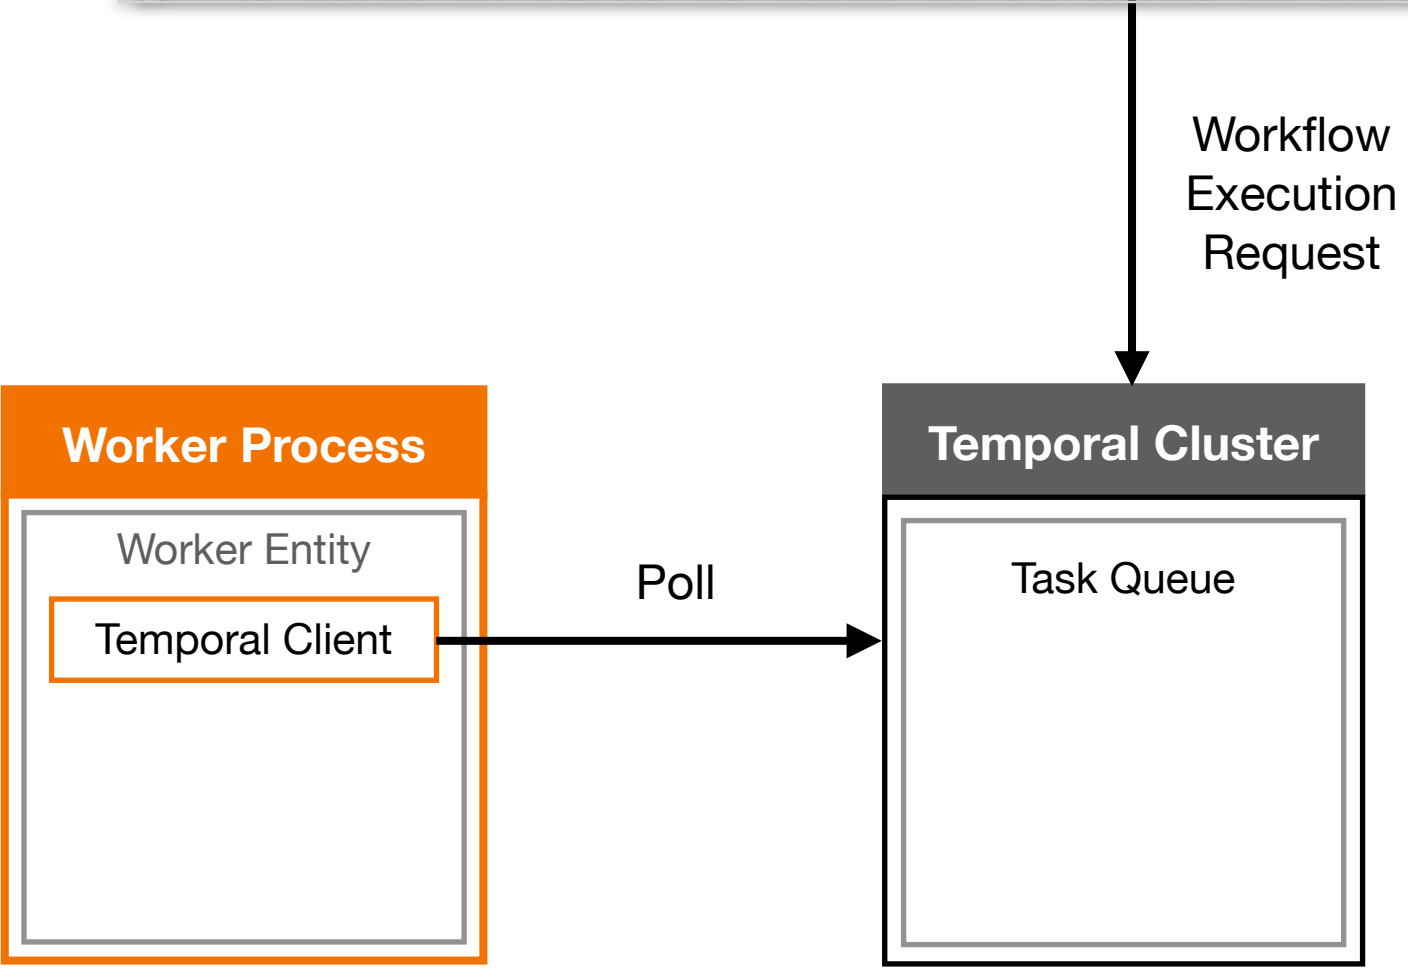 Workflow
Execution
Request
Worker Process
Worker Entity
Temporal Client
Poll
Temporal Cluster
Task Queue